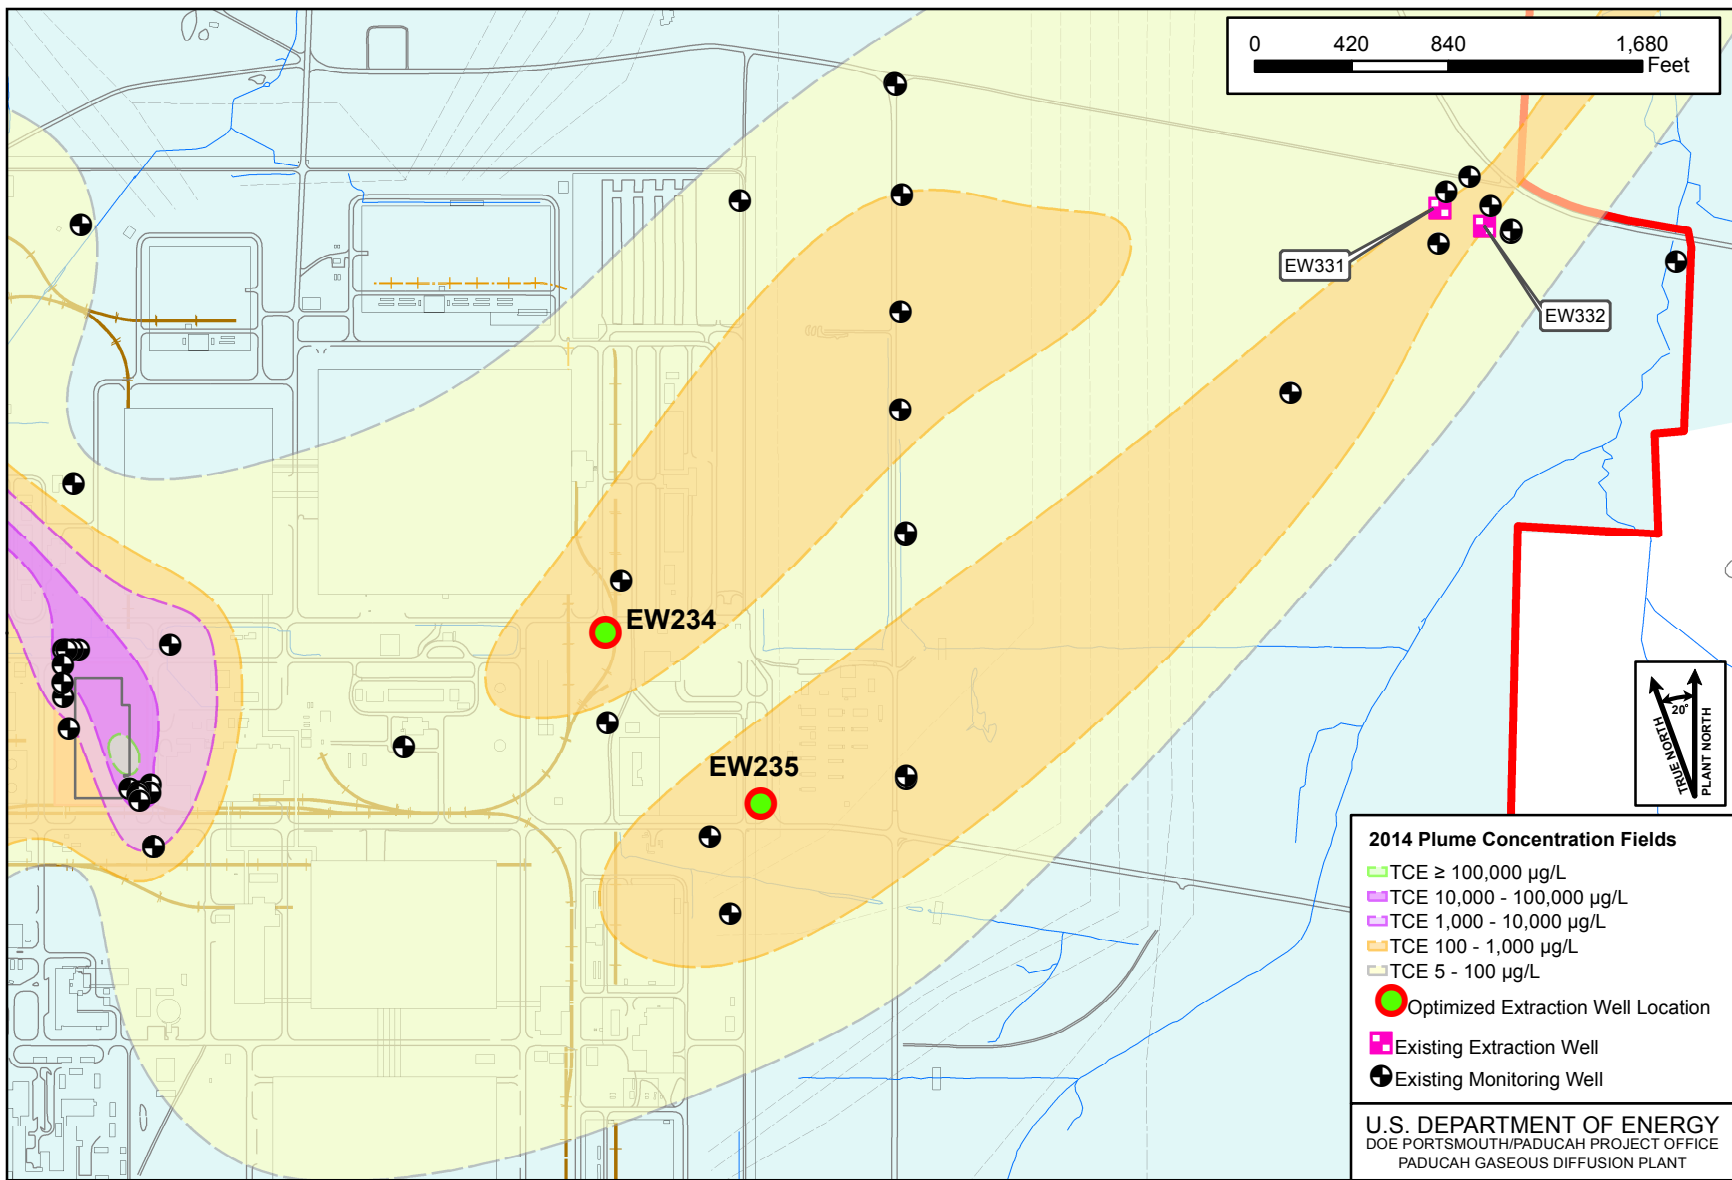 0 420 840 1,680
Feet
EW331
EW332
EW234
EW235
20°
TRUE NORTH
PLANT NORTH
2014 Plume Concentration Fields
TCE ≥ 100,000 µg/L
TCE 10,000 - 100,000 µg/L
TCE 1,000 - 10,000 µg/L
TCE 100 - 1,000 µg/L
TCE 5 - 100 µg/L
Optimized Extraction Well Location
Existing Extraction Well
Existing Monitoring Well
U.S. DEPARTMENT OF ENERGY
DOE PORTSMOUTH/PADUCAH PROJECT OFFICE
PADUCAH GASEOUS DIFFUSION PLANT